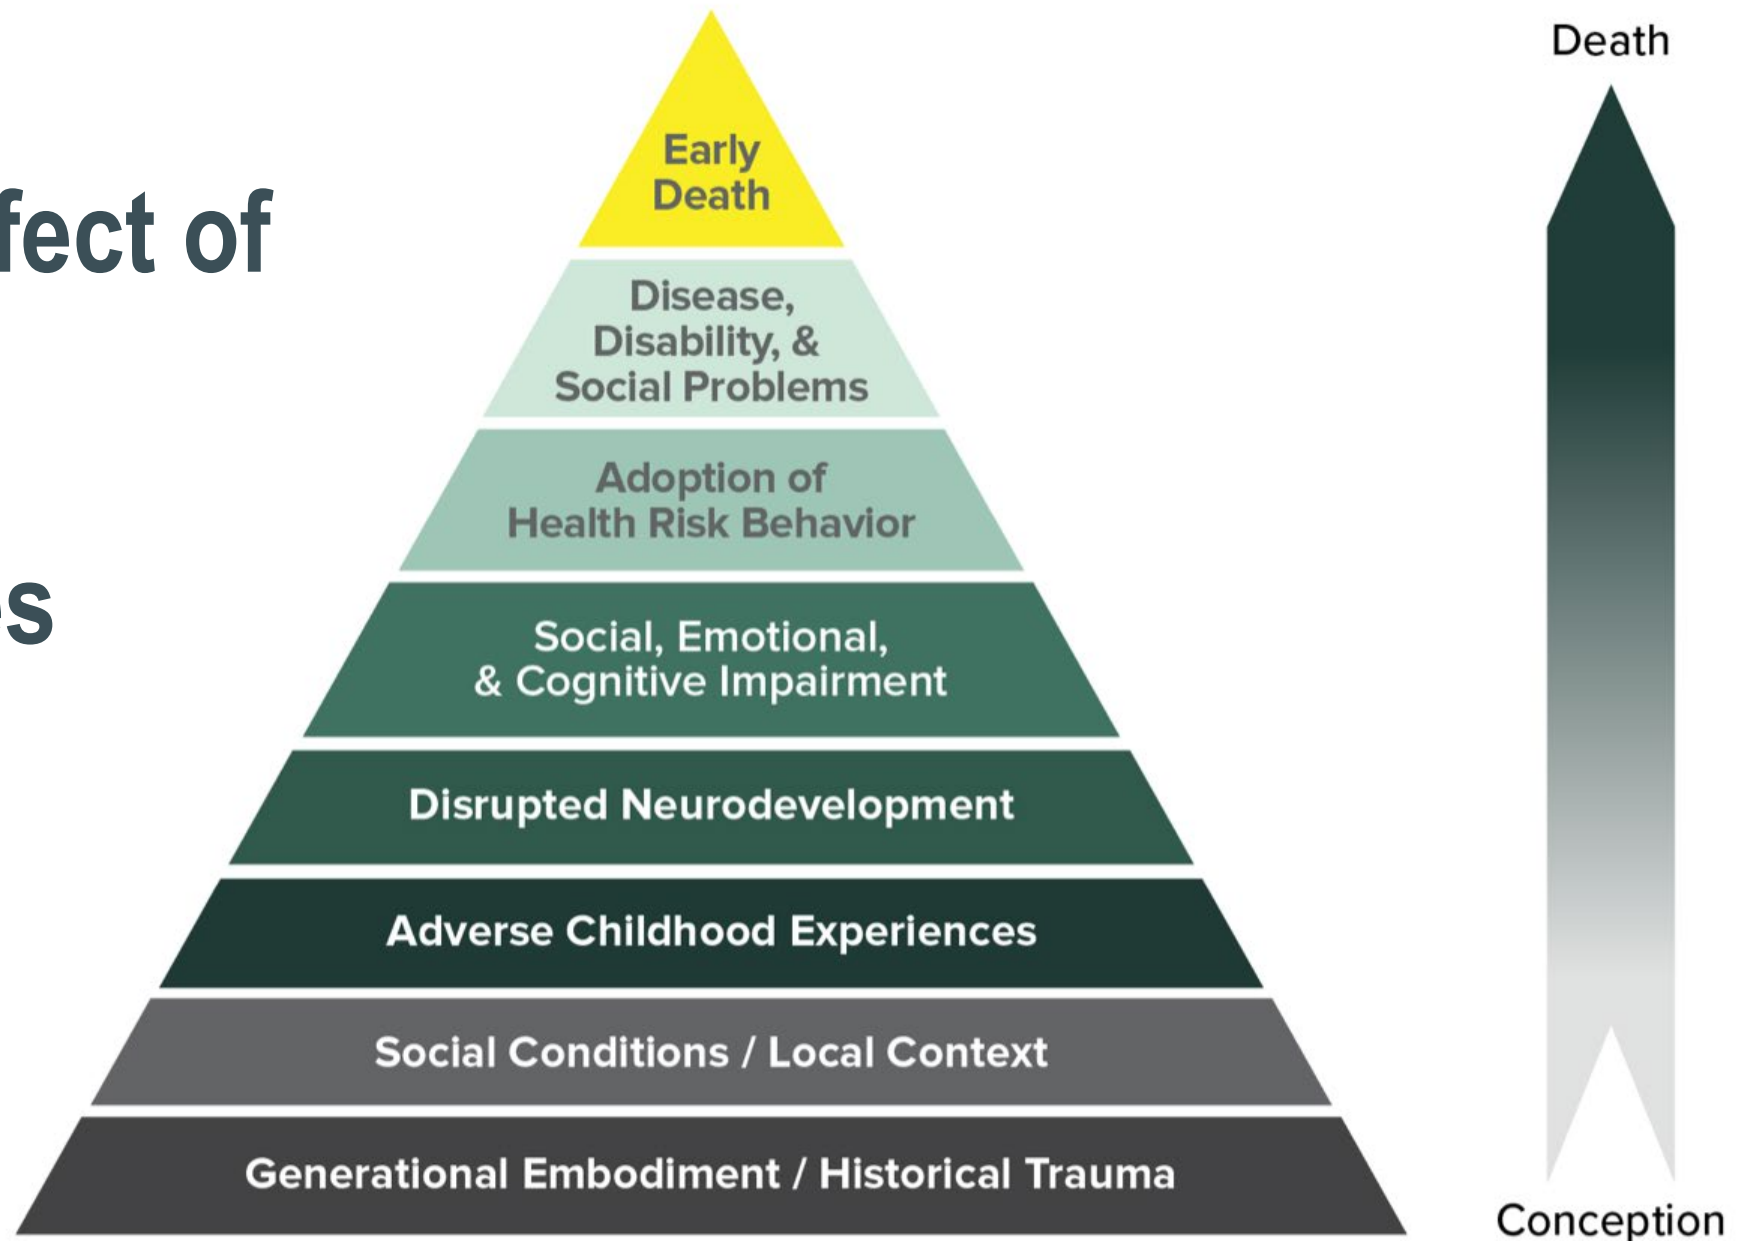 fect of
es
Early
Death
Disease,
Disability, &
Social Problems
Adoption of
Health Risk Behavior
Social, Emotional,
& Cognitive Impairment
Disrupted Neurodevelopment
Adverse Childhood Experiences
Social Conditions / Local Context
Generational Embodiment / Historical Trauma
Death
Conception